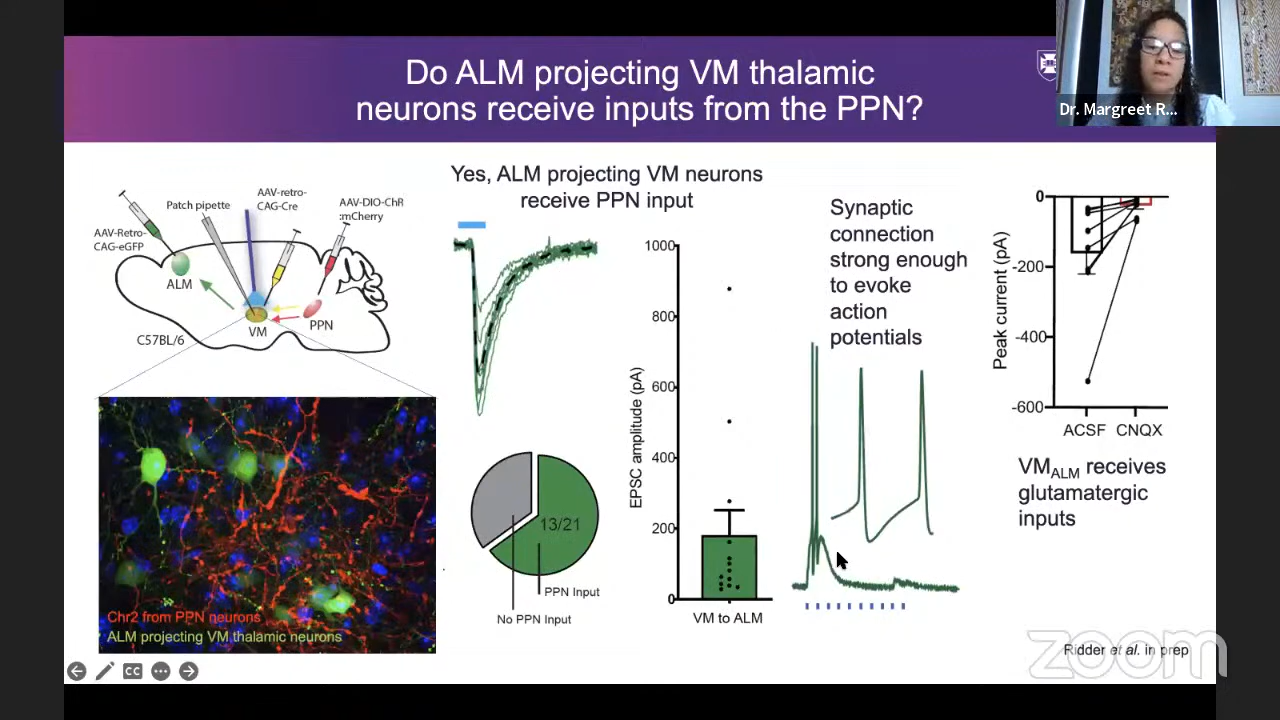 Do ALM projecting VM thalamic
neurons receive inputs from the PPN?
Dr. Margreet R...
AAV-Retro-
CAG-eGFP
Patch pipette
AAV-retro-
CAG-Cre
AAV-DIO-ChR
:mCherry
ALM
VM
PPN
C57BL/6
Chr2 from PPN neurons
ALM projecting VM thalamic neurons
Yes, ALM projecting VM neurons
receive PPN input
13/21
PPN Input
No PPN Input
EPSC amplitude (pA)
1000
800
600
400
200
0
VM to ALM
Synaptic
connection
strong enough
to evoke
action
potentials
Peak current (pA)
0
-200
-400
-600
ACSF CNQX
VMALM receives
glutamatergic
inputs
Ridder et al. in prep
zoom
CC